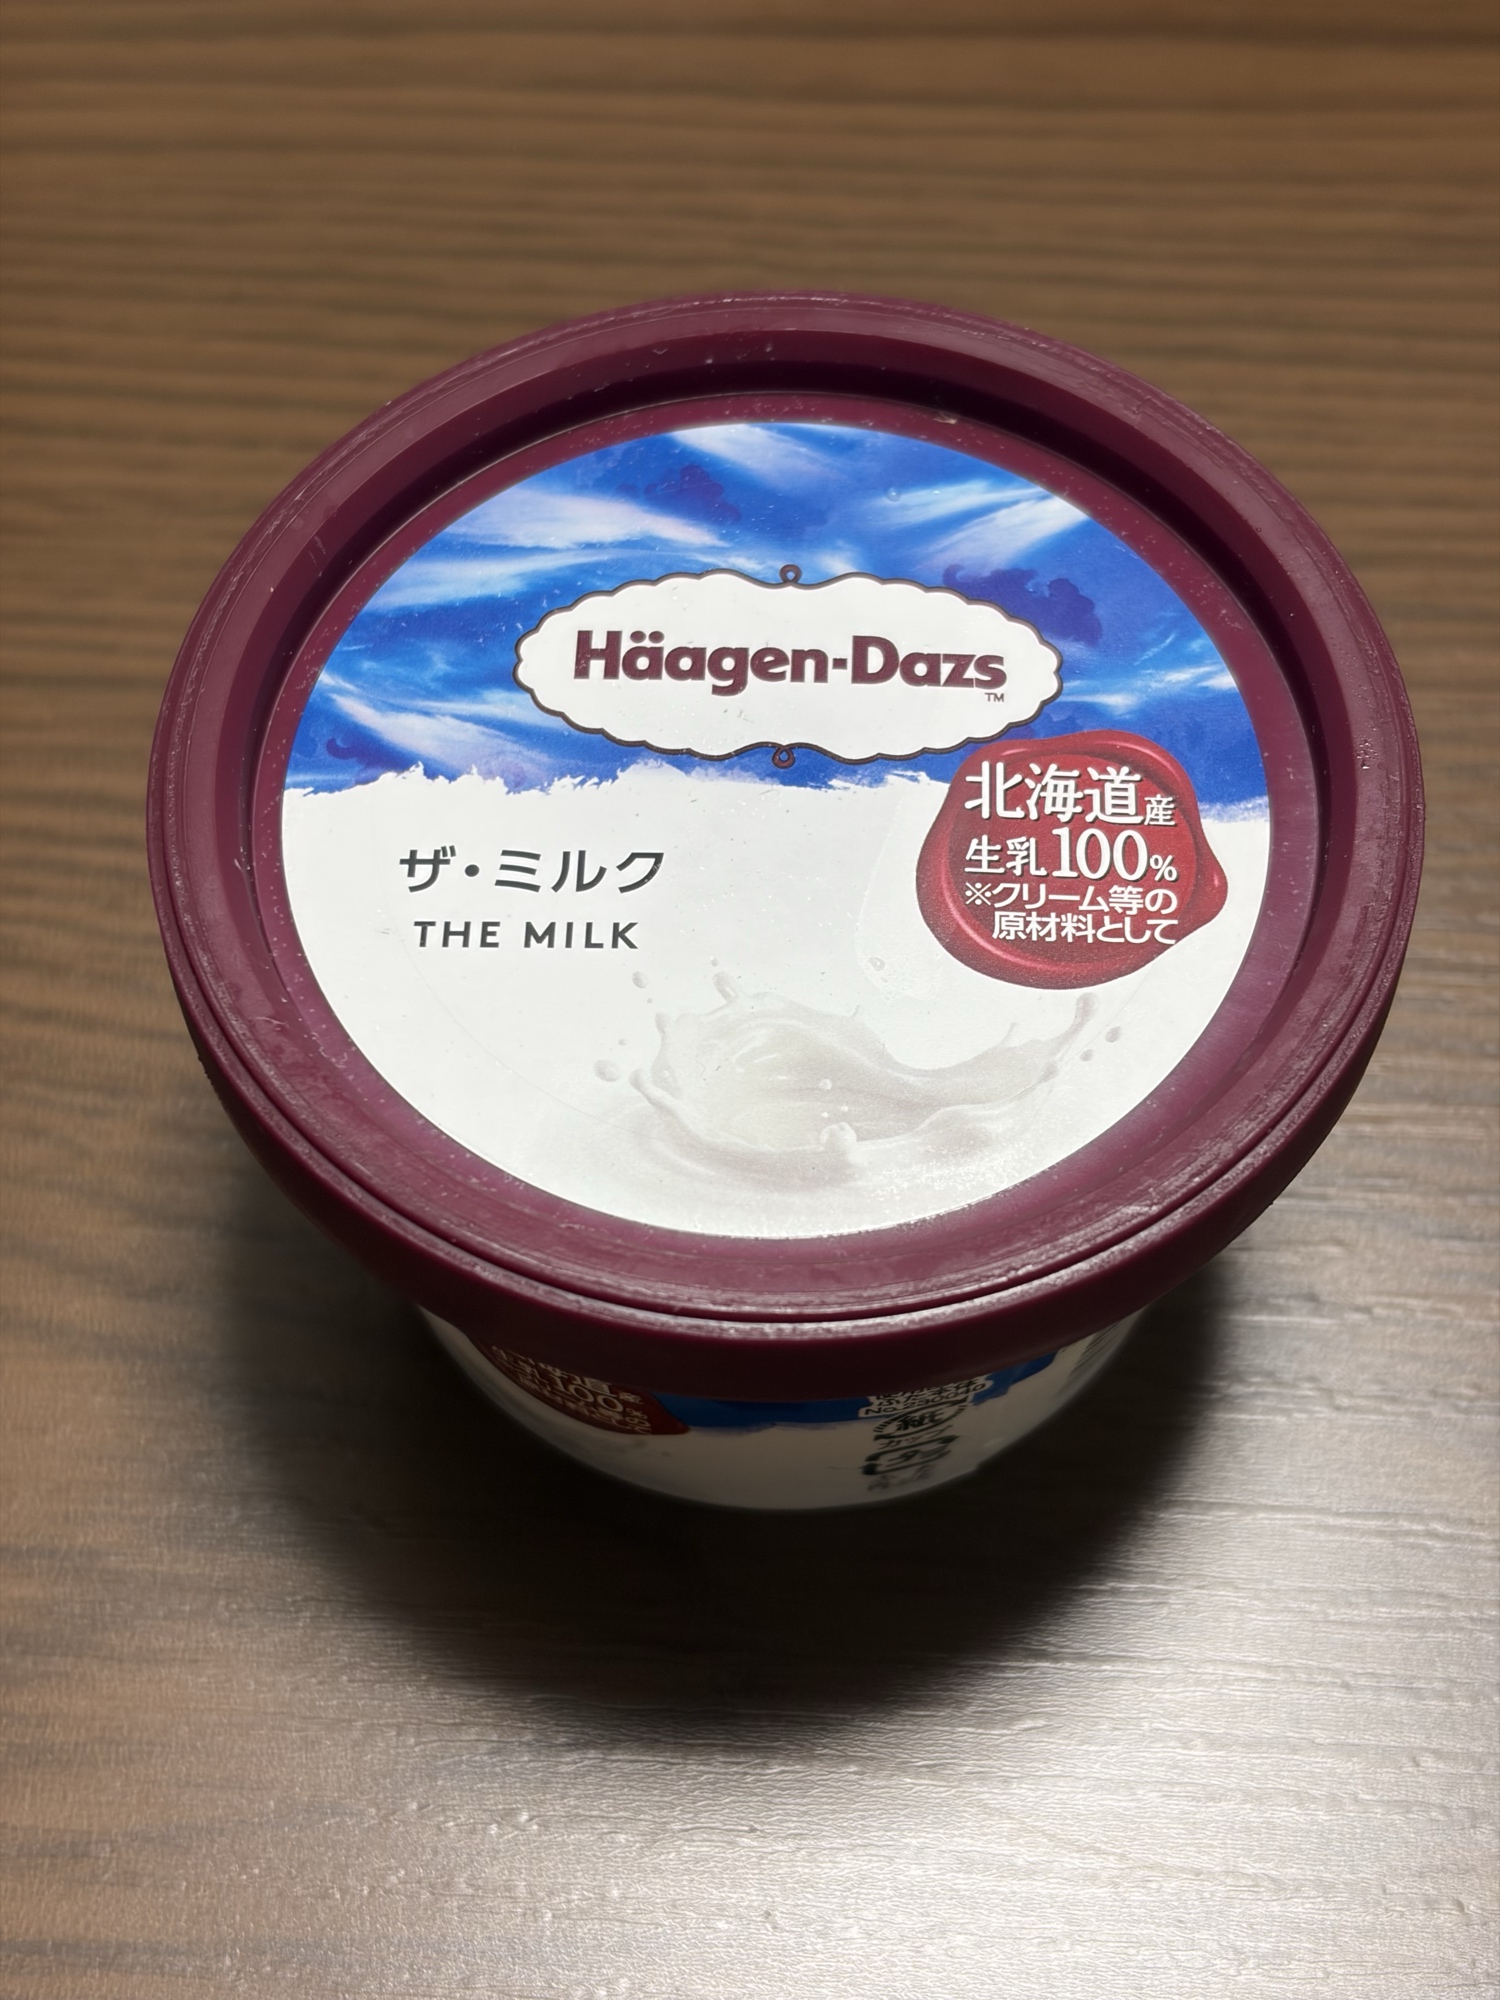 Häagen-Dazs
TM
北海道産
生乳100%
※クリーム等の
原材料として
ザ・ミルク
THE MILK
紙